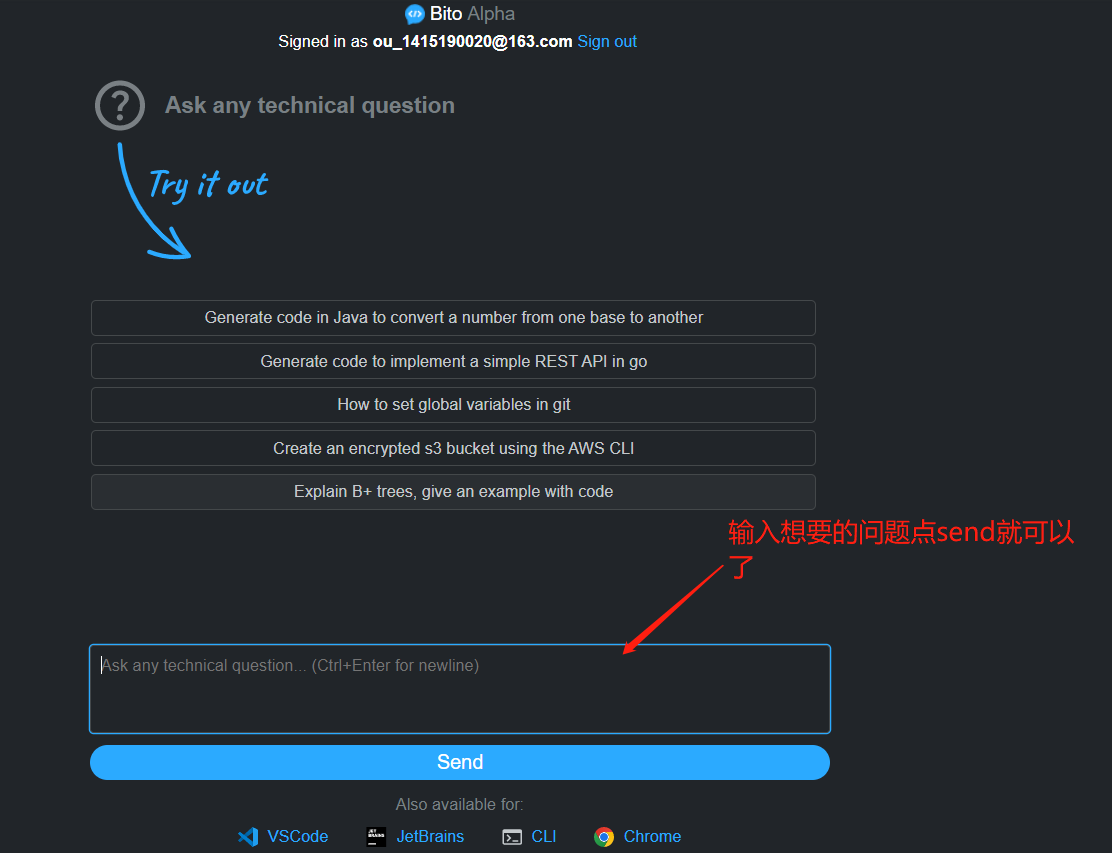 Bito Alpha
Signed in as ou_1415190020@163.com Sign out
Ask any technical question
Try it out
Generate code in Java to convert a number from one base to another
Generate code to implement a simple REST API in go
How to set global variables in git
Create an encrypted s3 bucket using the AWS CLI
Explain B+ trees, give an example with code
输入想要的问题点send就可以
了
Ask any technical question... (Ctrl+Enter for newline)
Send
Also available for:
VSCode JET BRAINS JetBrains CLI Chrome